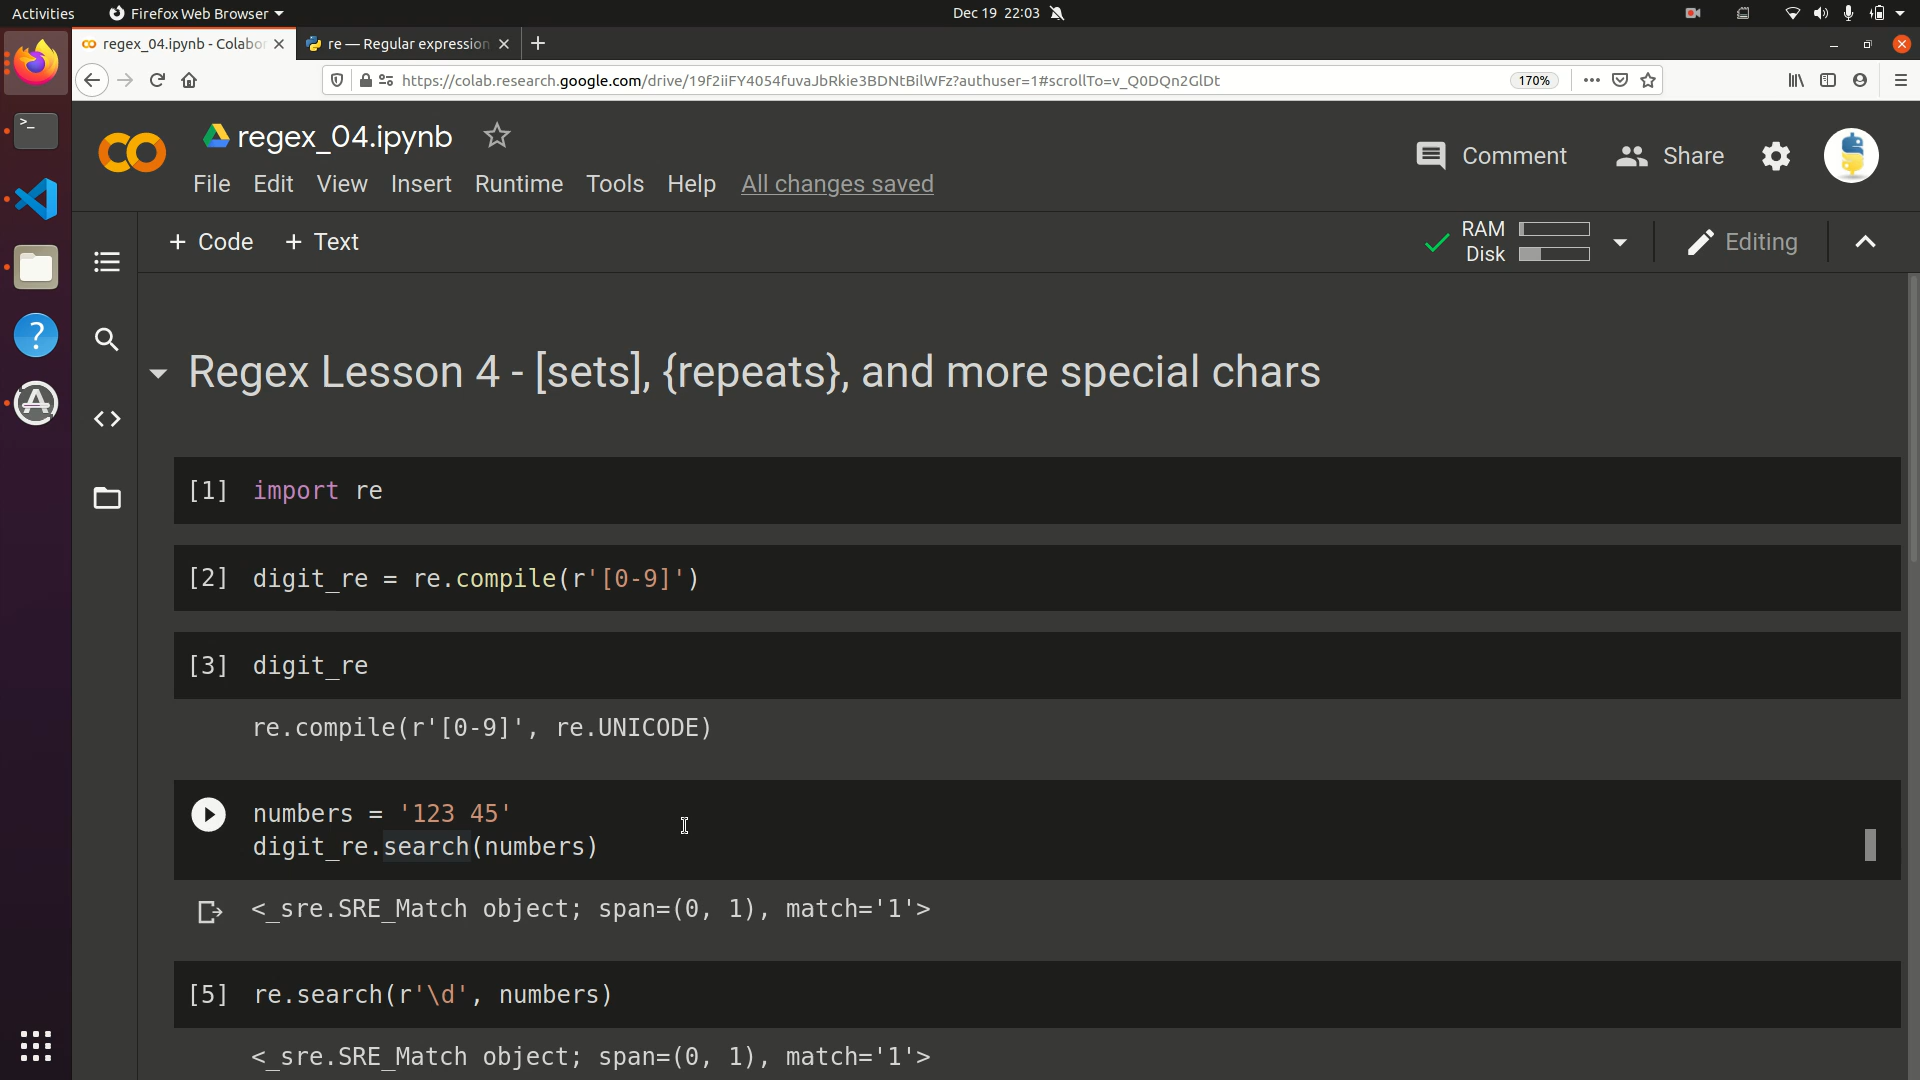 Activities Firefox Web Browser Dec 19 22:03
regex_04.ipynb - Colabor re — Regular expression
https://colab.research.google.com/drive/19f2iiFY4054fuvaJbRkie3BDNtBilWFz?authuser=1#scrollTo=v_Q0DQn2GlDt 170%
regex_04.ipynb
Comment Share
File Edit View Insert Runtime Tools Help All changes saved
+ Code + Text RAM Disk Editing
Regex Lesson 4 - [sets], {repeats}, and more special chars
[1] import re
[2] digit_re = re.compile(r'[0-9]')
[3] digit_re
re.compile(r'[0-9]', re.UNICODE)
numbers = '123 45'
digit_re.search(numbers)
<_sre.SRE_Match object; span=(0, 1), match='1'>
[5] re.search(r'\d', numbers)
<_sre.SRE_Match object; span=(0, 1), match='1'>